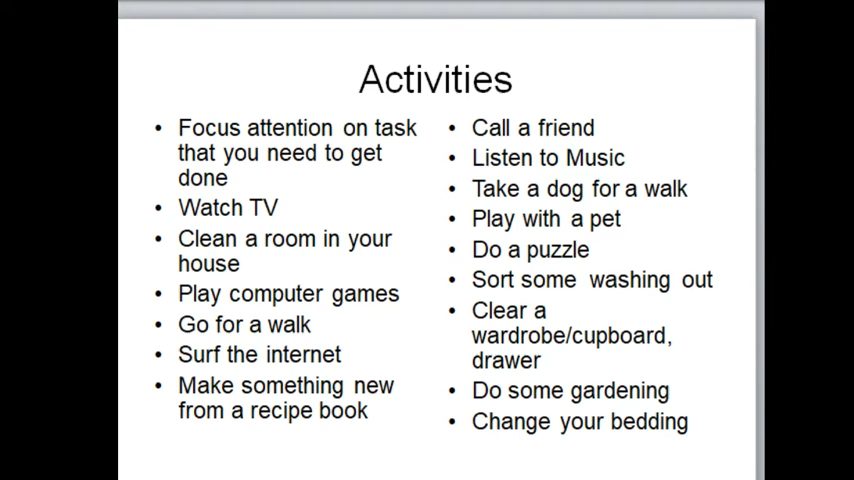 Activities
• Focus attention on task
that you need to get
done
• Watch TV
• Clean a room in your
house
• Play computer games
• Go for a walk
• Surf the internet
• Make something new
from a recipe book
• Call a friend
• Listen to Music
• Take a dog for a walk
• Play with a pet
• Do a puzzle
• Sort some washing out
• Clear a
wardrobe/cupboard,
drawer
• Do some gardening
• Change your bedding